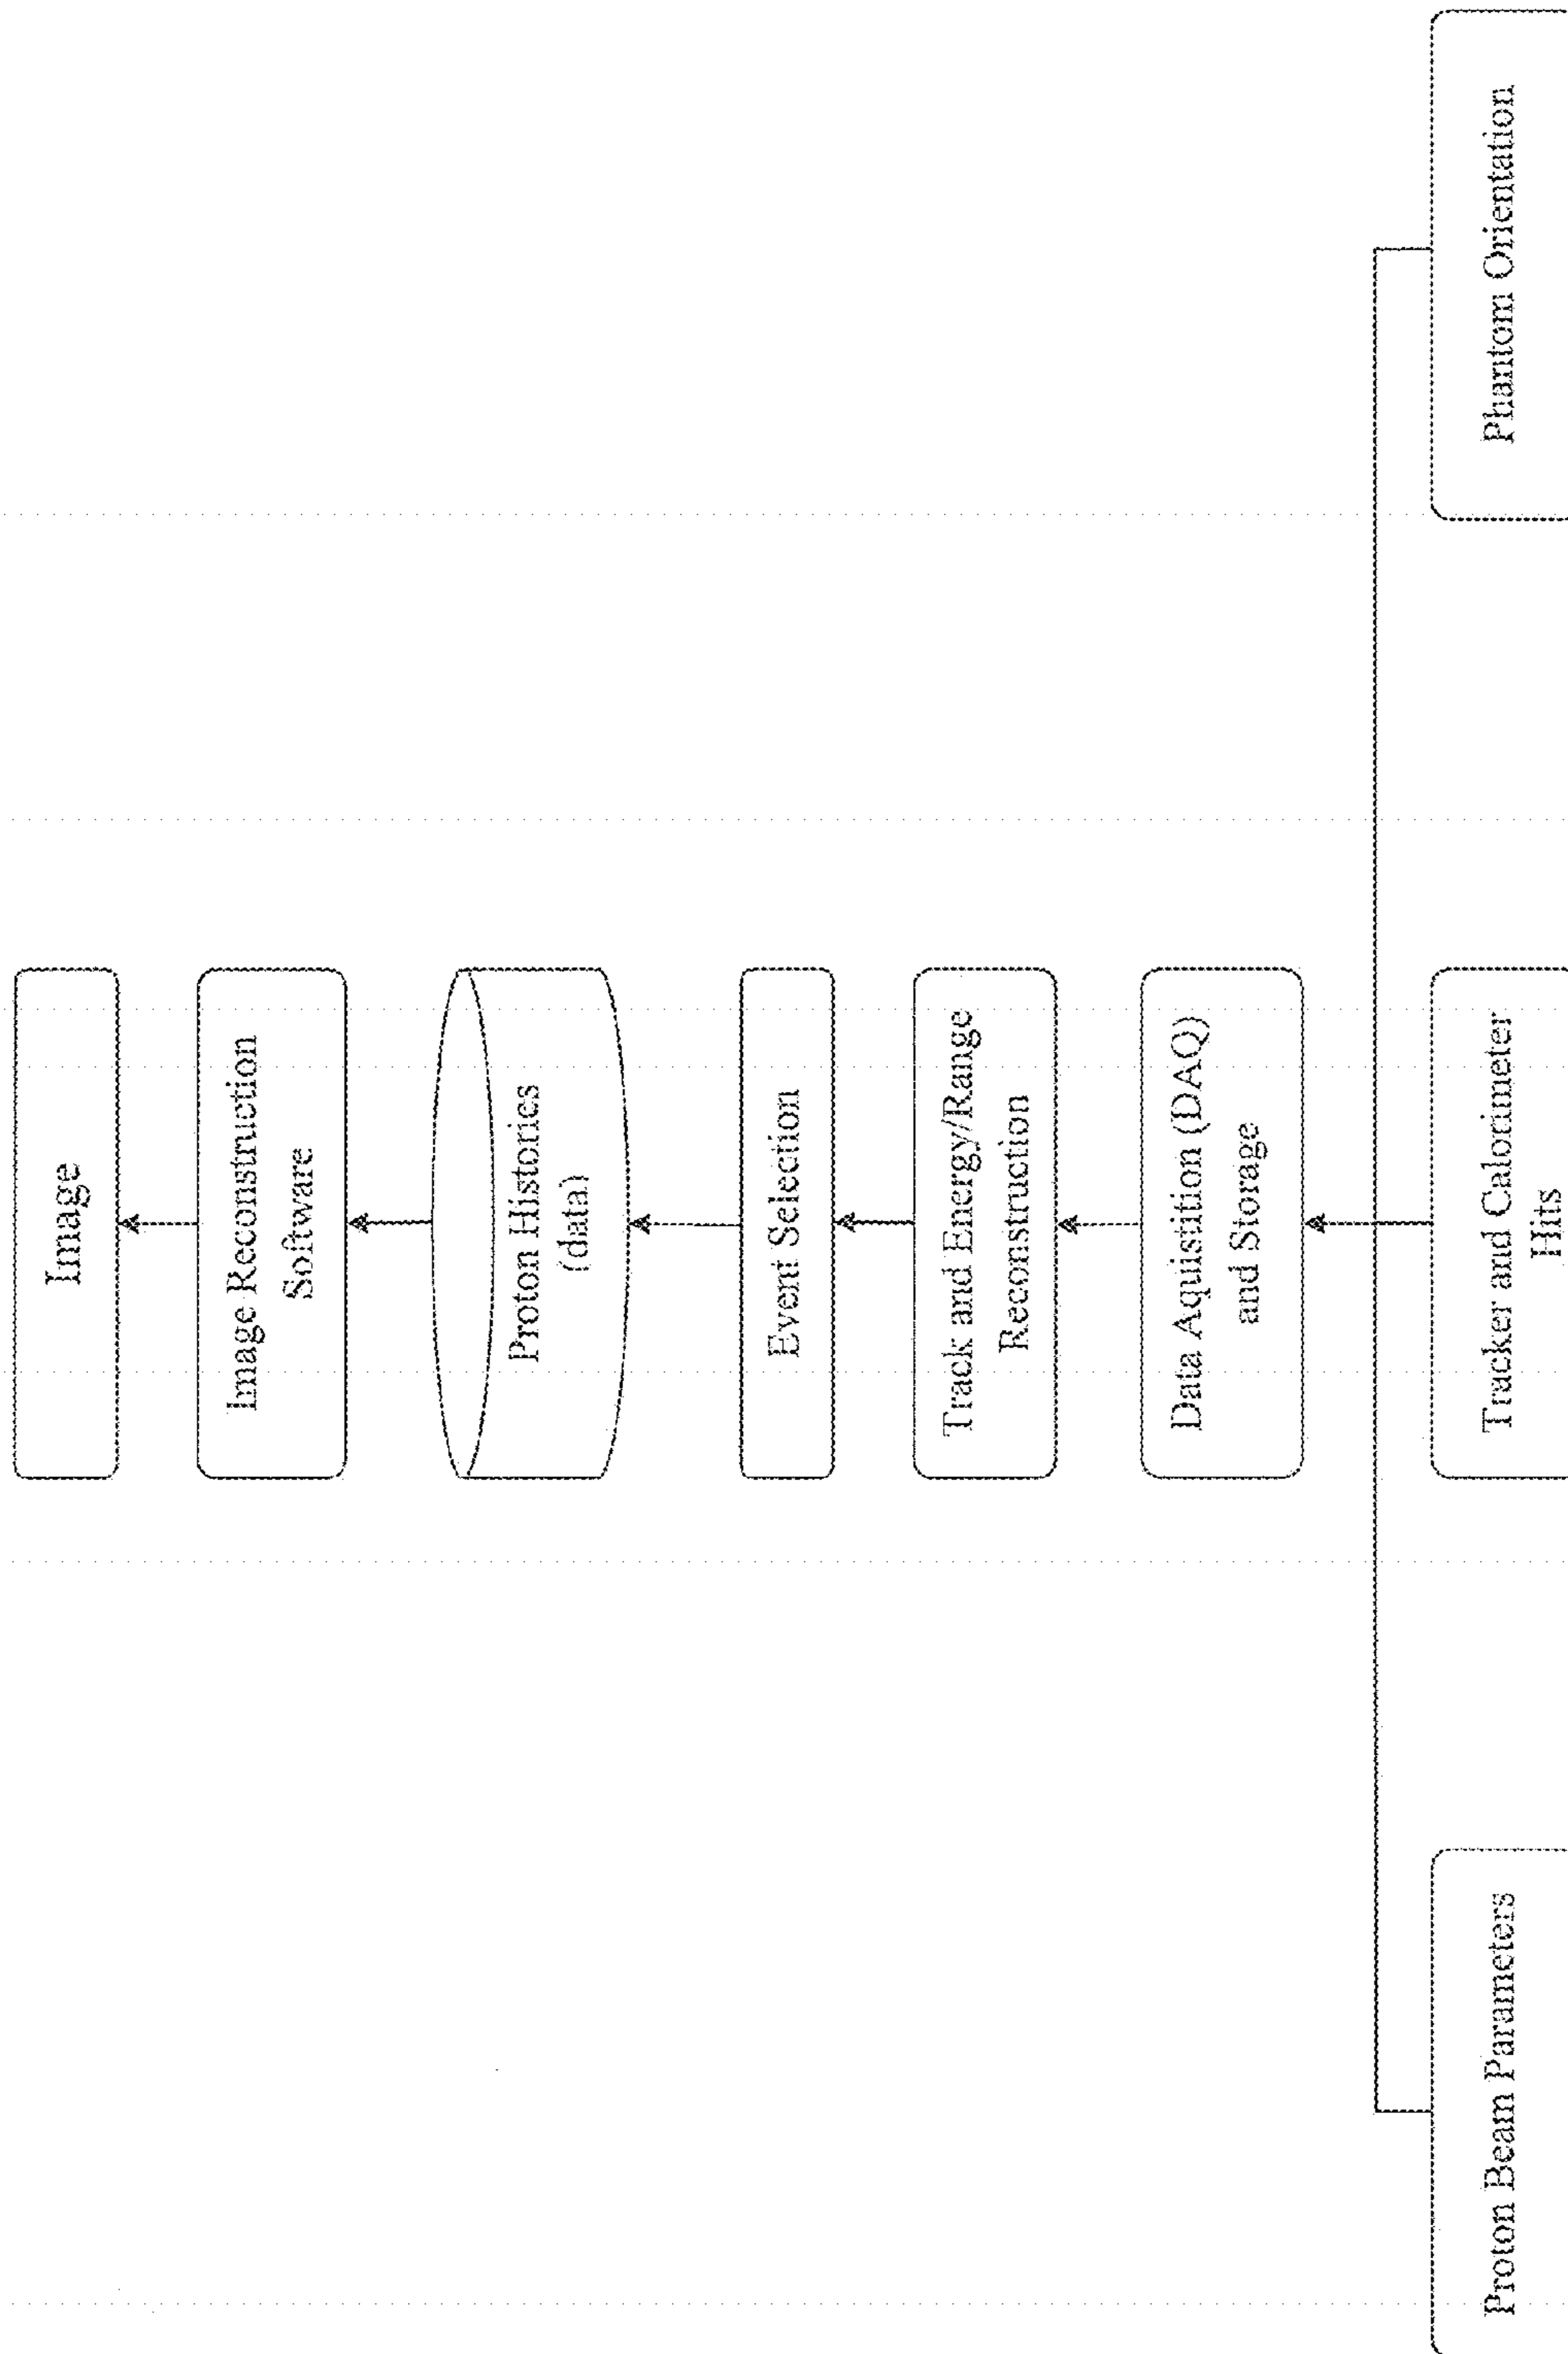 Image
Image Reconstruction
Software
Proton Histories
(data)
Event Selection
Track and Energy/Range
Reconstruction
Data Aquistition (DAQ)
and Storage
Proton Beam Parameters
Tracker and Calorimeter
Hits
Phantom Orientation